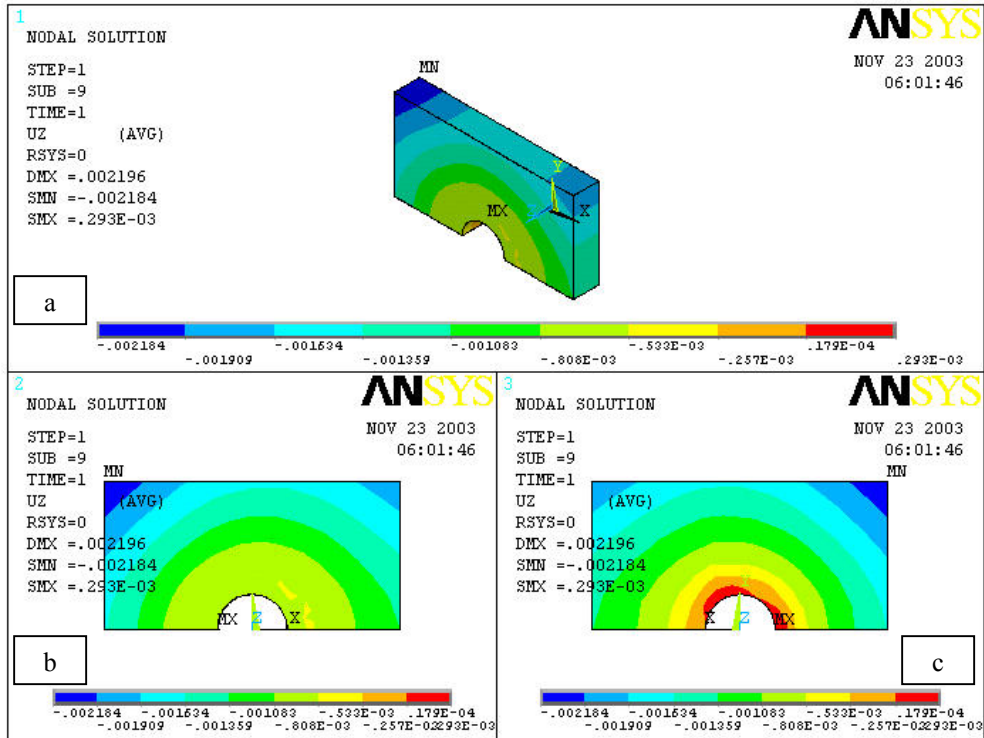 1
ANSYS
NODAL SOLUTION
NOV 23 2003
06:01:46
STEP=1
SUB =9
TIME=1
UZ (AVG)
RSYS=0
DMX =.002196
SMN =-.002184
SMX =.293E-03
MN
Y
MX
X
a
-.002184 -.001634 -.001083 -.533E-03 .179E-04
-.001909 -.001359 -.808E-03 -.257E-03 .293E-03
2
ANSYS
NODAL SOLUTION
NOV 23 2003
06:01:46
STEP=1
SUB =9
TIME=1
MN
UZ (AVG)
RSYS=0
DMX =.002196
SMN =-.002184
SMX =.293E-03
MX Z X
b
-.002184 -.001634 -.001083 -.533E-03 .179E-04
-.001909 -.001359 -.808E-03 -.257E-03 .293E-03
3
ANSYS
NODAL SOLUTION
NOV 23 2003
06:01:46
STEP=1
SUB =9
TIME=1
MN
UZ (AVG)
RSYS=0
DMX =.002196
SMN =-.002184
SMX =.293E-03
X Z MX
c
-.002184 -.001634 -.001083 -.533E-03 .179E-04
-.001909 -.001359 -.808E-03 -.257E-03 .293E-03